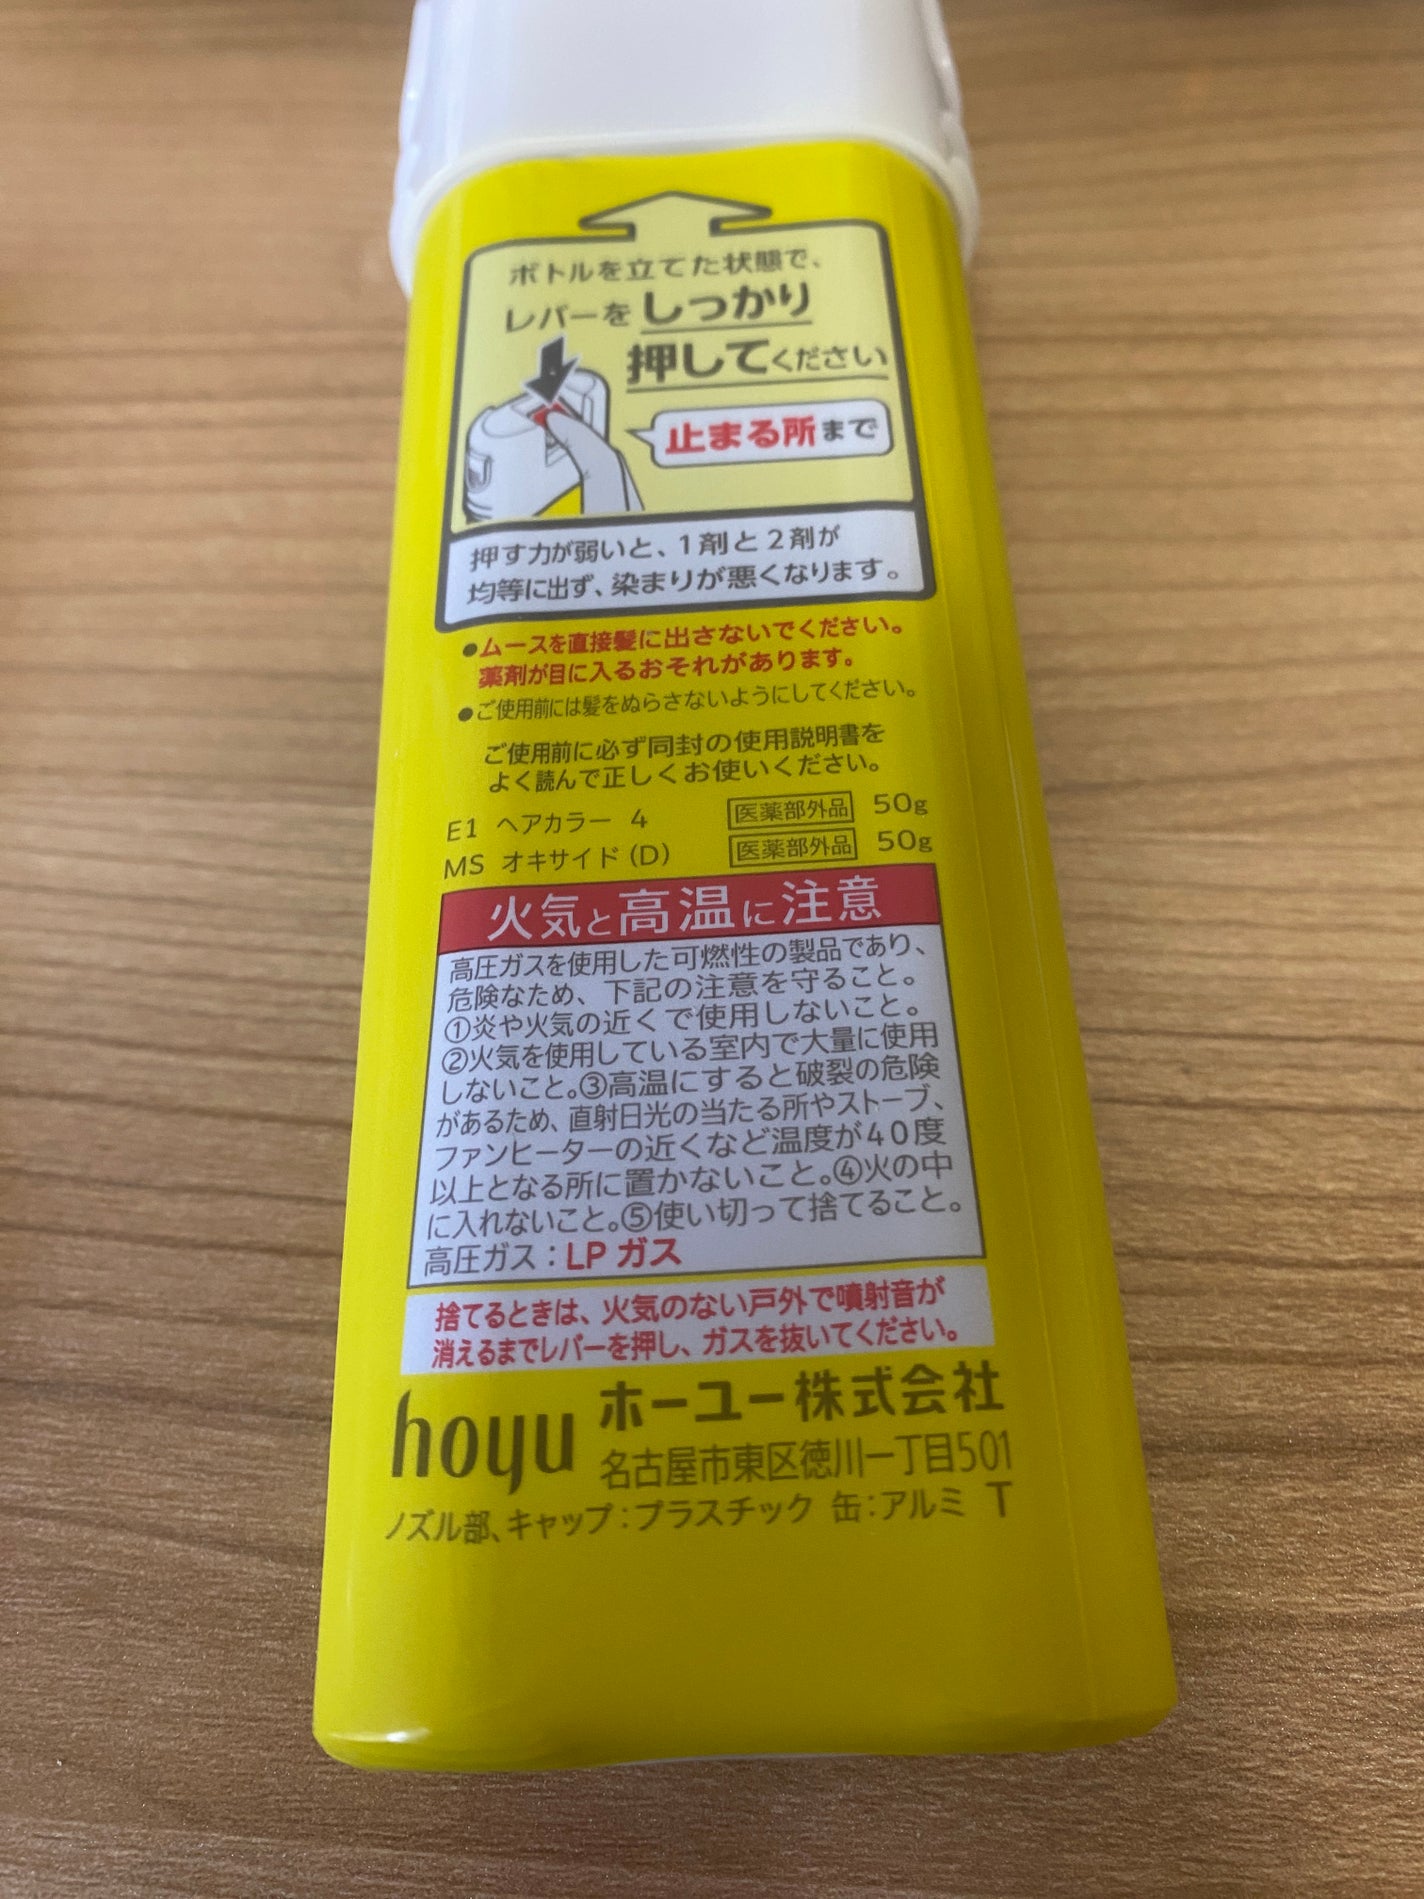 ボトルを立てた状態で、
レバーをしっかり
押してください
止まる所まで
押す力が弱いと、1剤と2剤が
均等に出ず、染まりが悪くなります。
●ムースを直接髪に出さないでください。
薬剤が目に入るおそれがあります。
●ご使用前には髪をぬらさないようにしてください。
ご使用前に必ず同封の使用説明書を
よく読んで正しくお使いください。
E1 ヘアカラー 4 医薬部外品 50g
MS オキサイド(D) 医薬部外品 50g
火気と高温に注意
高圧ガスを使用した可燃性の製品であり、
危険なため、下記の注意を守ること。
①炎や火気の近くで使用しないこと。
②火気を使用している室内で大量に使用
しないこと。③高温にすると破裂の危険
があるため、直射日光の当たる所やストーブ、
ファンヒーターの近くなど温度が40度
以上となる所に置かないこと。④火の中
に入れないこと。⑤使い切って捨てること。
高圧ガス：LPガス
捨てるときは、火気のない戸外で噴射音が
消えるまでレバーを押し、ガスを抜いてください。
hoyu ホーユー株式会社
名古屋市東区徳川一丁目501
ノズル部、キャップ：プラスチック 缶：アルミ T